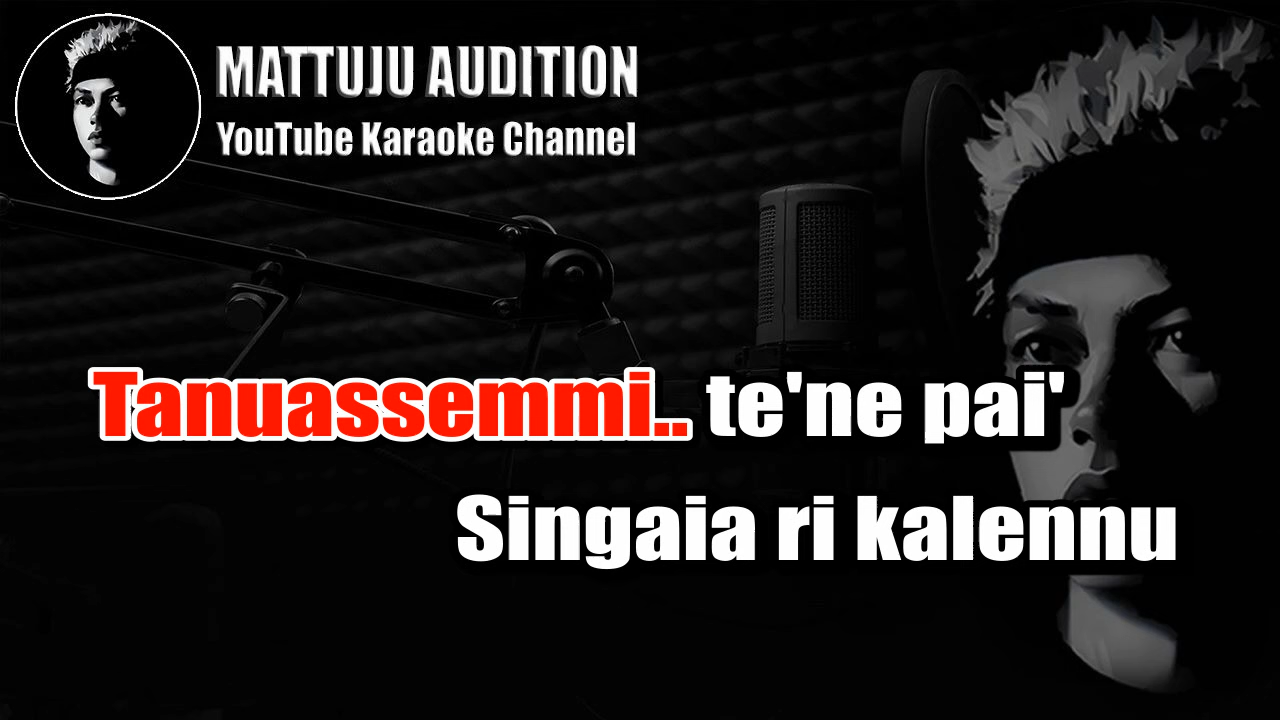 MATTUJU AUDITION
YouTube Karaoke Channel
Tanuassemmi.. te'ne pai'
Singaia ri kalennu